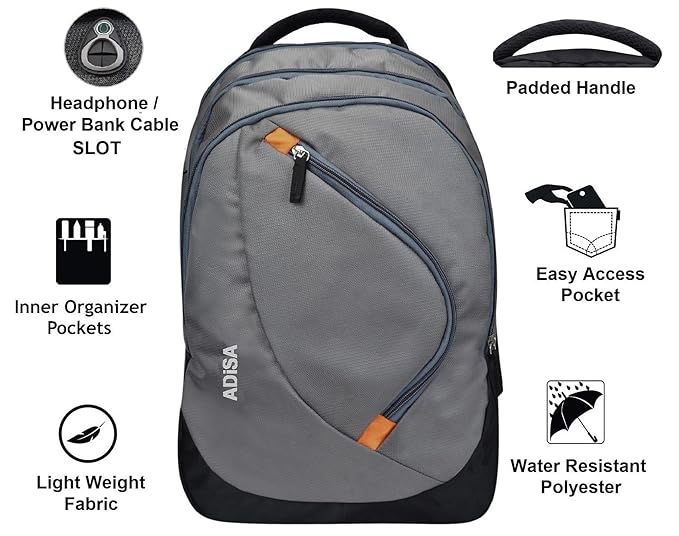 Headphone /
Power Bank Cable
SLOT
Padded Handle
Inner Organizer
Pockets
Easy Access
Pocket
ADiSA
Light Weight
Fabric
Water Resistant
Polyester